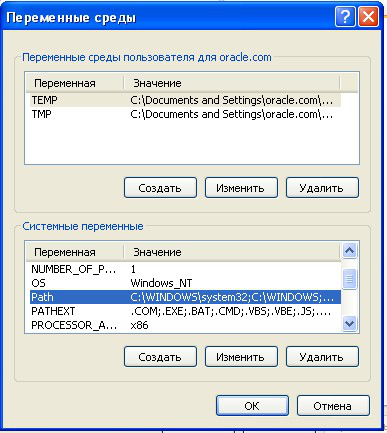 Переменные среды
Переменные среды пользователя для oracle.com
Переменная Значение
TEMP C:\Documents and Settings\oracle.com\...
TMP C:\Documents and Settings\oracle.com\...
Создать Изменить Удалить
Системные переменные
Переменная Значение
NUMBER_OF_P... 1
OS Windows_NT
Path C:\WINDOWS\system32;C:\WINDOWS;...
PATHEXT .COM;.EXE;.BAT;.CMD;.VBS;.VBE;.JS;....
PROCESSOR_A... x86
Создать Изменить Удалить
ОК Отмена